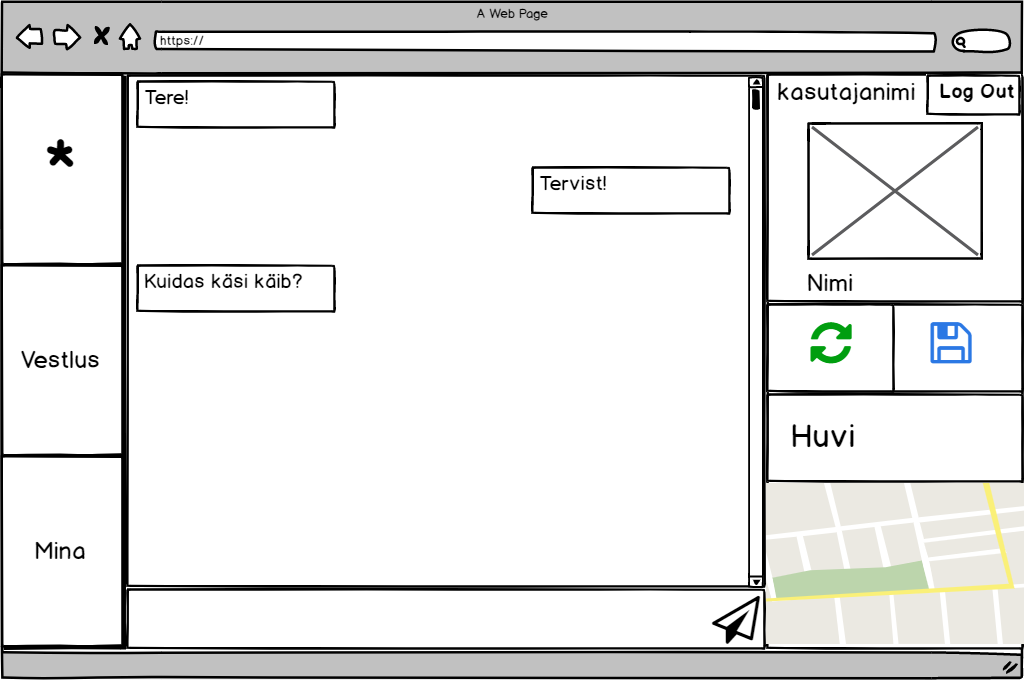 A Web Page
https://
Tere!
Tervist!
Kuidas käsi käib?
Vestlus
Mina
kasutajanimi
Log Out
Nimi
Huvi